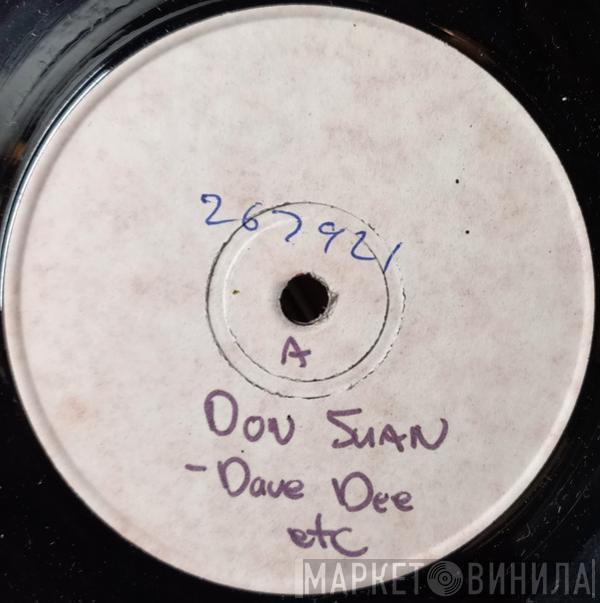 267921
A
DON JUAN
- Dave Dee
etc
МАРКЕТ ВИНИЛА